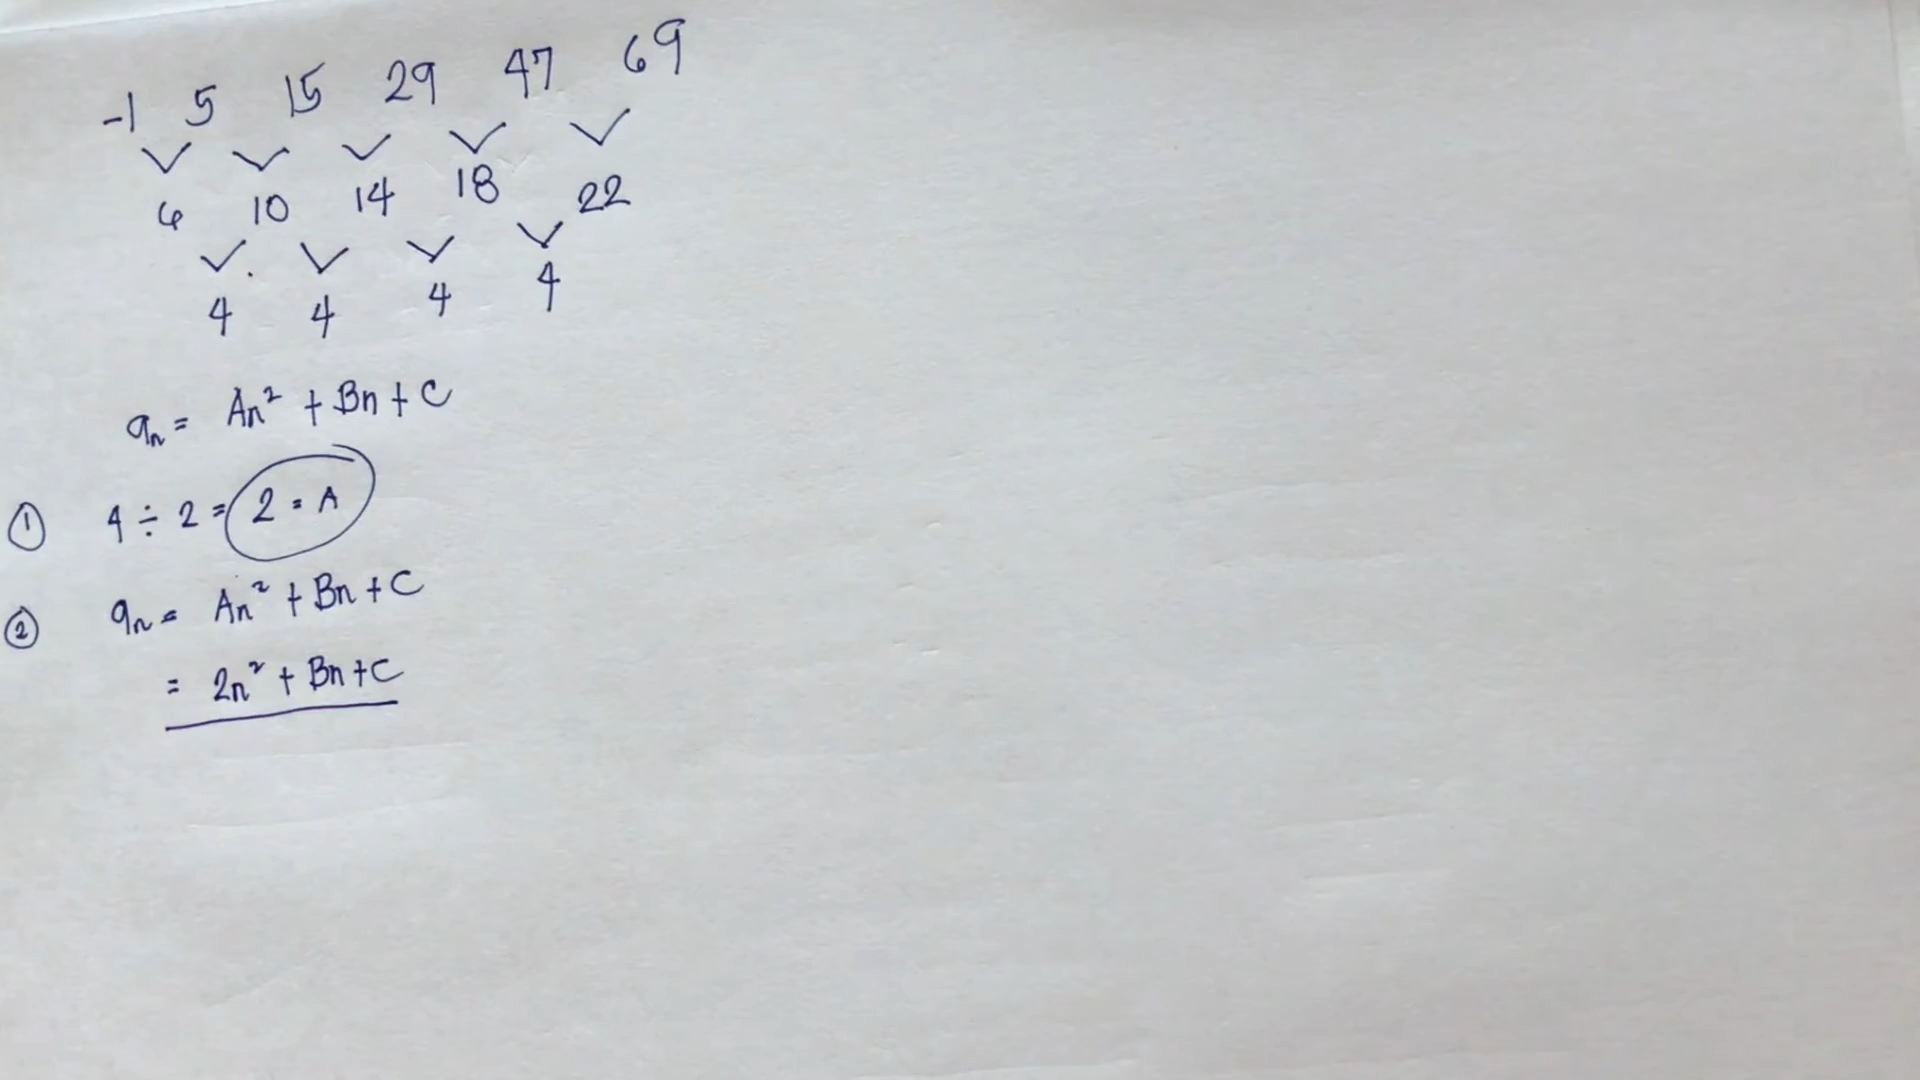 -1 5 15 29 47 69
6 10 14 18 22
4 4 4 4
aₙ = An² + Bn + C
① 4 ÷ 2 = 2 = A
② aₙ = An² + Bn + C
= 2n² + Bn + C